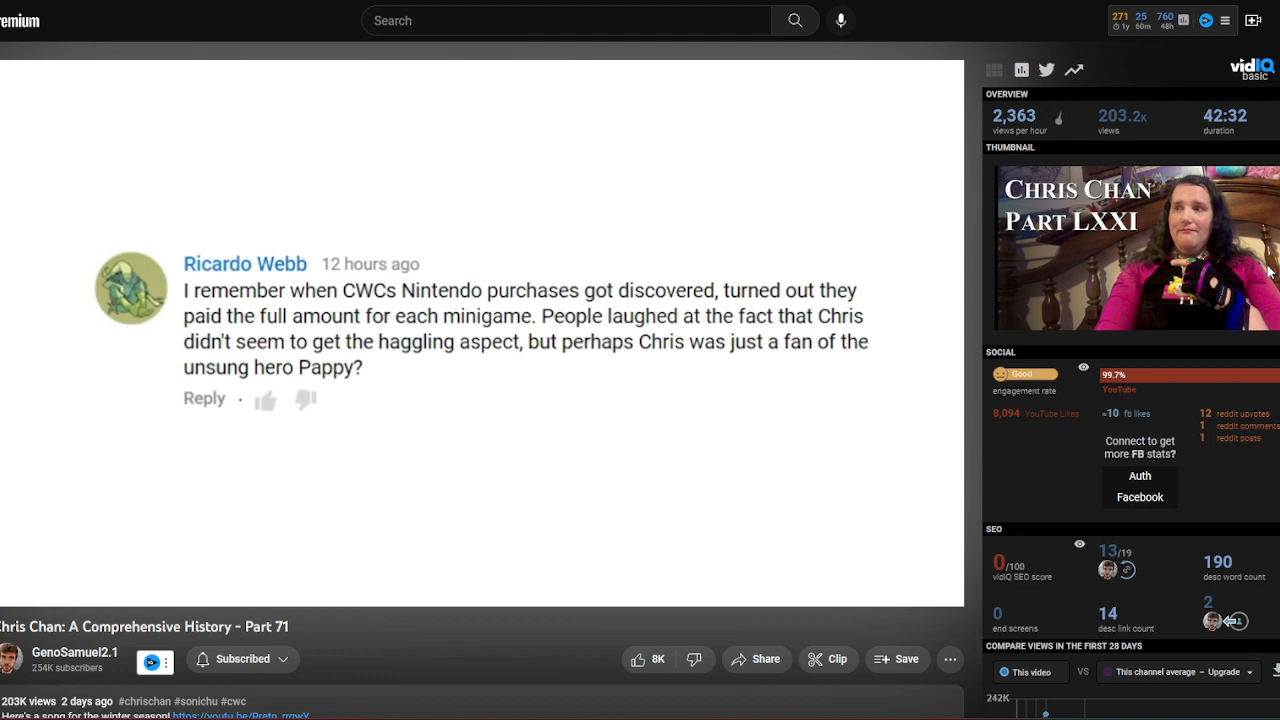 remium
Search
271 25 760
1y 60m 48h
vidIQ
basic
OVERVIEW
2,363 203.2K 42:32
views per hour views duration
THUMBNAIL
CHRIS CHAN
PART LXXI
Ricardo Webb 12 hours ago
I remember when CWCs Nintendo purchases got discovered, turned out they
paid the full amount for each minigame. People laughed at the fact that Chris
didn't seem to get the haggling aspect, but perhaps Chris was just a fan of the
unsung hero Pappy?
Reply ·
SOCIAL
Good 99.7%
engagement rate YouTube
8,094 YouTube Likes ≈10 fb likes 12 reddit upvotes
1 reddit comments
1 reddit posts
Connect to get
more FB stats?
Auth
Facebook
SEO
0/100 13/19 190
vidIQ SEO score desc word count
0 14 2
end screens desc link count
COMPARE VIEWS IN THE FIRST 28 DAYS
This video VS This channel average – Upgrade
242K
Chris Chan: A Comprehensive History - Part 71
GenoSamuel2.1
254K subscribers
Subscribed
8K Share Clip Save
203K views 2 days ago #chrischan #sonichu #cwc
Here's a song for the winter season!